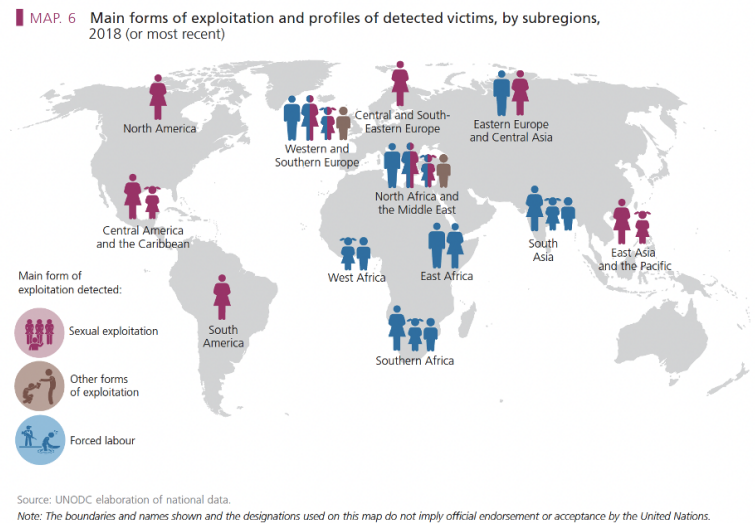 MAP. 6 Main forms of exploitation and profiles of detected victims, by subregions,
2018 (or most recent)
North America
Western and
Southern Europe
Central and South-
Eastern Europe
Eastern Europe
and Central Asia
North Africa and
the Middle East
Central America
and the Caribbean
South
Asia
East Asia
and the Pacific
West Africa
East Africa
South
America
Southern Africa
Main form of
exploitation detected:
Sexual exploitation
Other forms
of exploitation
Forced labour
Source: UNODC elaboration of national data.
Note: The boundaries and names shown and the designations used on this map do not imply official endorsement or acceptance by the United Nations.